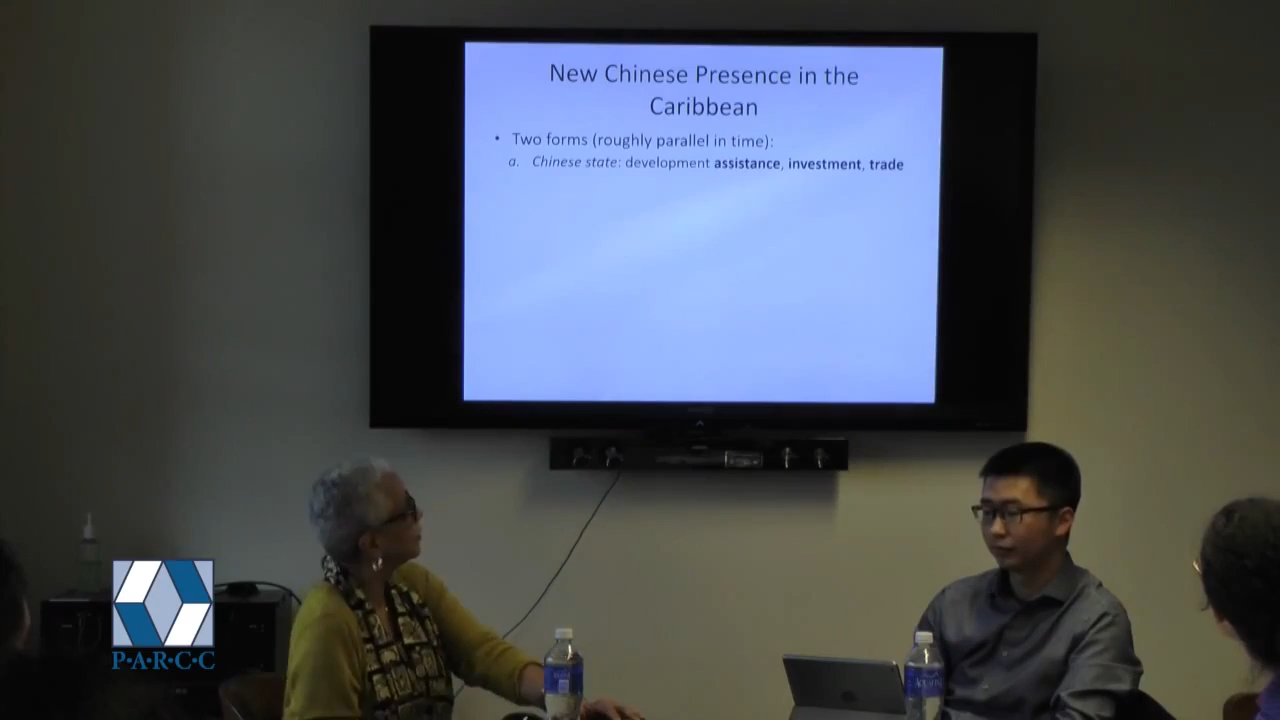 New Chinese Presence in the
Caribbean
• Two forms (roughly parallel in time):
a. Chinese state: development assistance, investment, trade
P·A·R·C·C